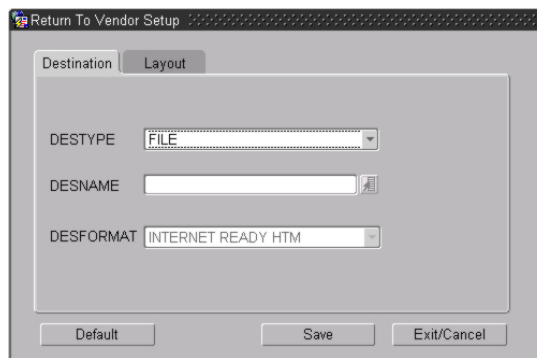 Return To Vendor Setup
Destination Layout
DESTYPE FILE
DESNAME
DESFORMAT INTERNET READY HTM
Default Save Exit/Cancel